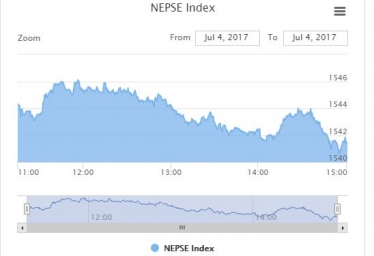 NEPSE Index
Zoom From Jul 4, 2017 To Jul 4, 2017
1546
1544
1542
1540
11:00 12:00 13:00 14:00 15:00
12:00 14:00
NEPSE Index